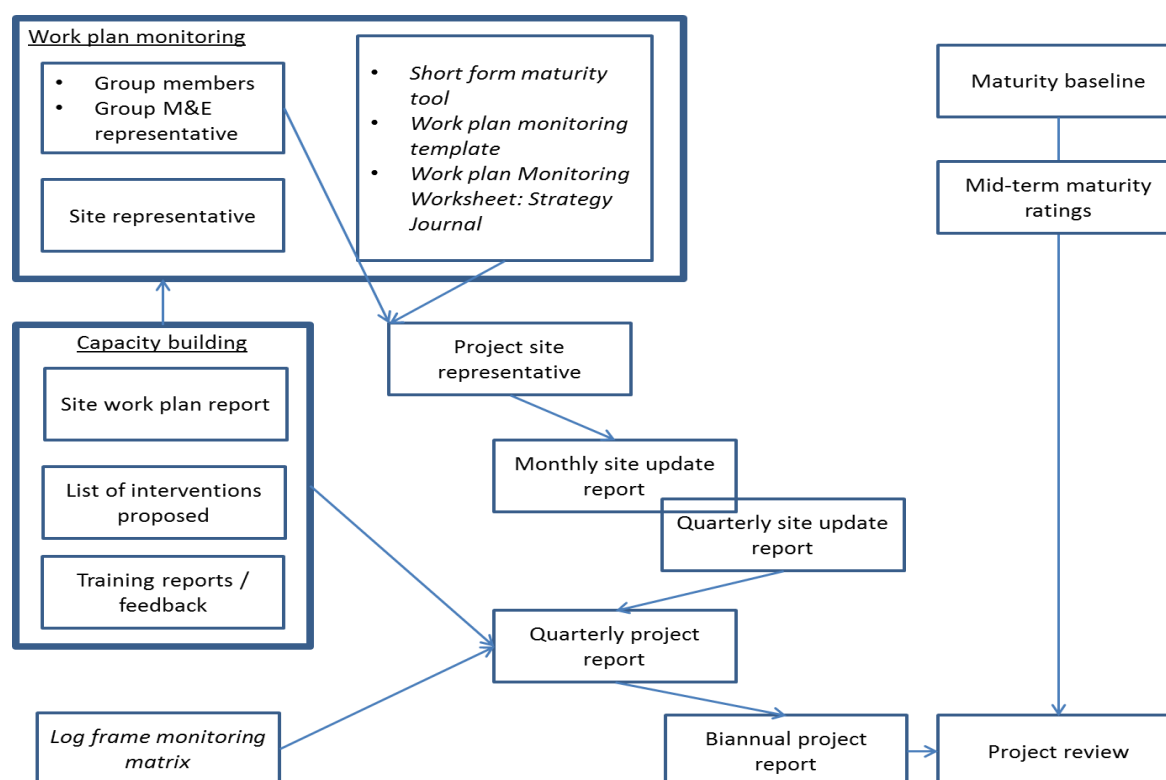 Work plan monitoring
• Group members
• Group M&E
representative
Site representative
• Short form maturity
tool
• Work plan monitoring
template
• Work plan Monitoring
Worksheet: Strategy
Journal
Maturity baseline
Mid-term maturity
ratings
Capacity building
Site work plan report
List of interventions
proposed
Training reports /
feedback
Project site
representative
Monthly site update
report
Quarterly site update
report
Quarterly project
report
Log frame monitoring
matrix
Biannual project
report
Project review